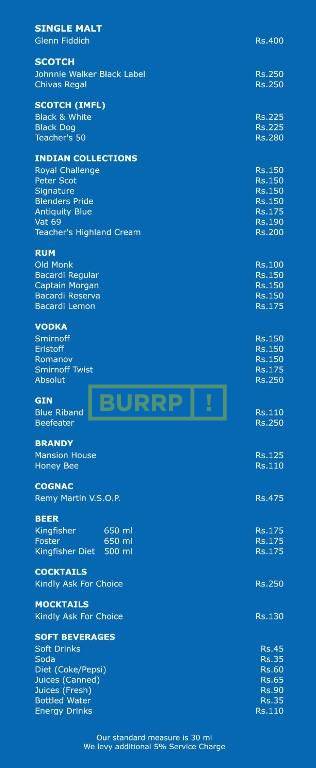 SINGLE MALT
Glenn Fiddich Rs.400
SCOTCH
Johnnie Walker Black Label Rs.250
Chivas Regal Rs.250
SCOTCH (IMFL)
Black & White Rs.225
Black Dog Rs.225
Teacher's 50 Rs.280
INDIAN COLLECTIONS
Royal Challenge Rs.150
Peter Scot Rs.150
Signature Rs.150
Blenders Pride Rs.150
Antiquity Blue Rs.175
Vat 69 Rs.190
Teacher's Highland Cream Rs.200
RUM
Old Monk Rs.100
Bacardi Regular Rs.150
Captain Morgan Rs.150
Bacardi Reserva Rs.150
Bacardi Lemon Rs.175
VODKA
Smirnoff Rs.150
Eristoff Rs.150
Romanov Rs.150
Smirnoff Twist Rs.175
Absolut Rs.250
BURRP !
GIN
Blue Riband Rs.110
Beefeater Rs.250
BRANDY
Mansion House Rs.125
Honey Bee Rs.110
COGNAC
Remy Martin V.S.O.P. Rs.475
BEER
Kingfisher 650 ml Rs.175
Foster 650 ml Rs.175
Kingfisher Diet 500 ml Rs.175
COCKTAILS
Kindly Ask For Choice Rs.250
MOCKTAILS
Kindly Ask For Choice Rs.130
SOFT BEVERAGES
Soft Drinks Rs.45
Soda Rs.35
Diet (Coke/Pepsi) Rs.60
Juices (Canned) Rs.65
Juices (Fresh) Rs.90
Bottled Water Rs.35
Energy Drinks Rs.110
Our standard measure is 30 ml
We levy additional 5% Service Charge